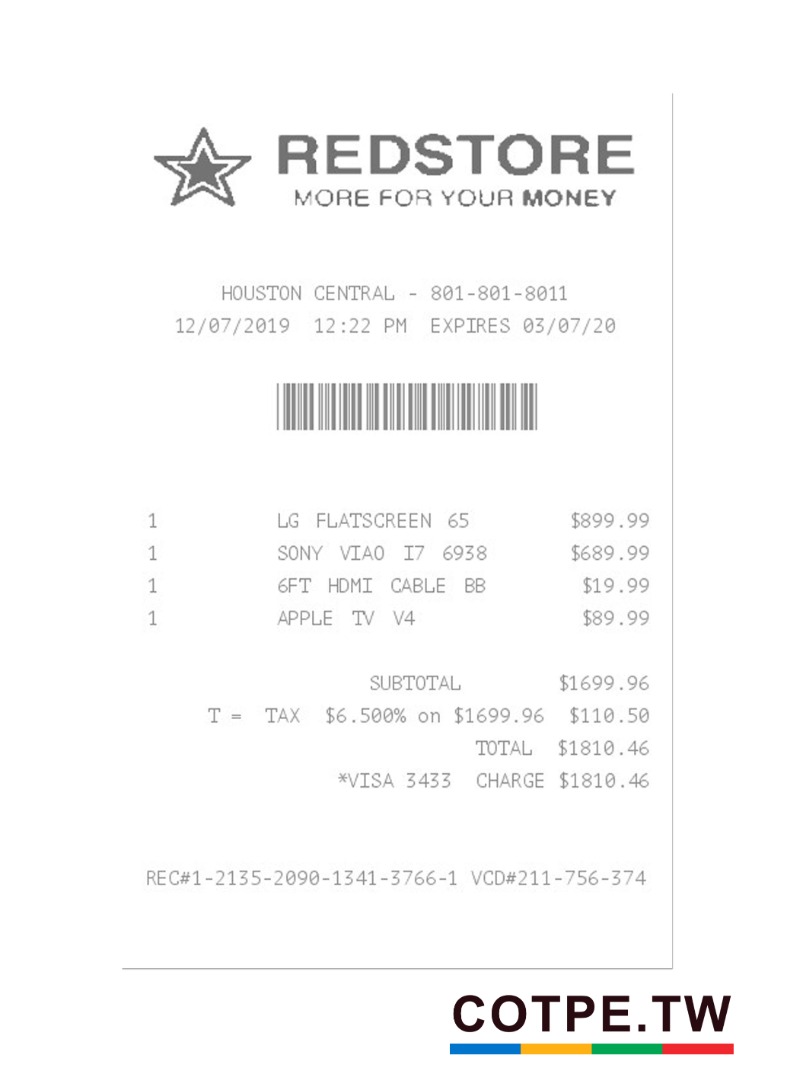 REDSTORE
MORE FOR YOUR MONEY
HOUSTON CENTRAL - 801-801-8011
12/07/2019 12:22 PM EXPIRES 03/07/20
1 LG FLATSCREEN 65 $899.99
1 SONY VIAO I7 6938 $689.99
1 6FT HDMI CABLE BB $19.99
1 APPLE TV V4 $89.99
SUBTOTAL $1699.96
T = TAX $6.500% on $1699.96 $110.50
TOTAL $1810.46
*VISA 3433 CHARGE $1810.46
REC#1-2135-2090-1341-3766-1 VCD#211-756-374
COTPE.TW